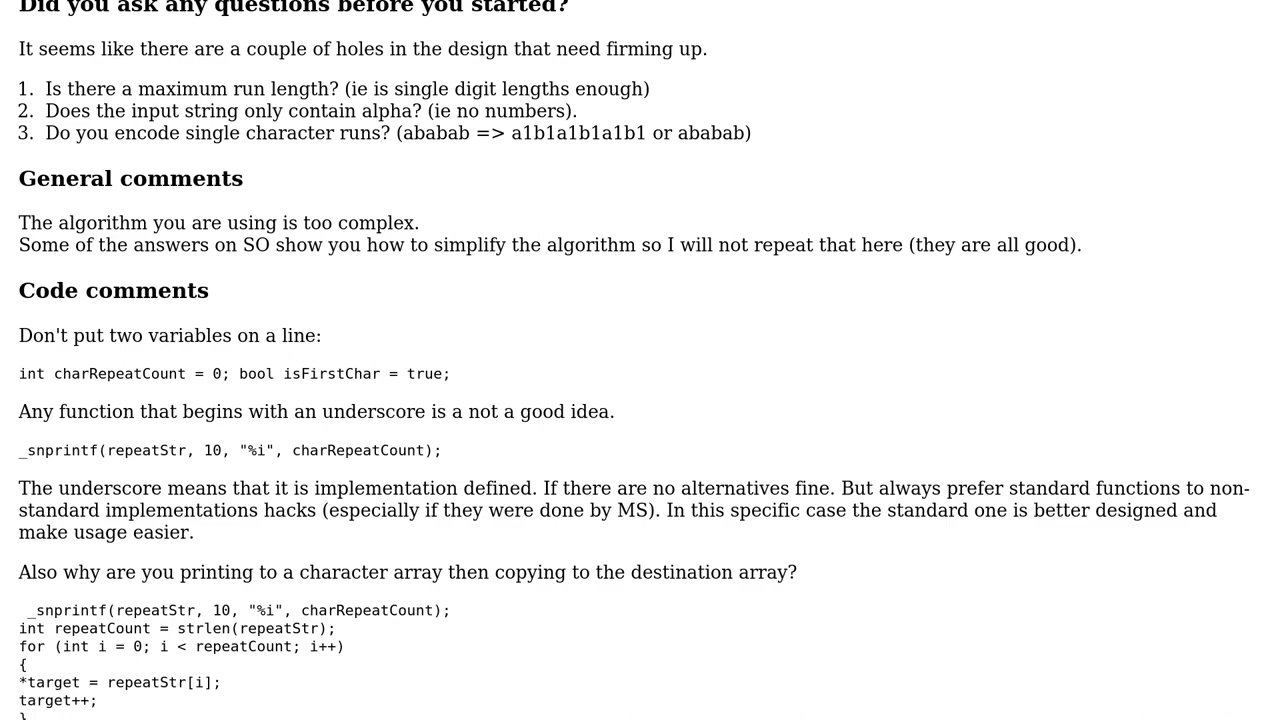 Did you ask any questions before you started?
It seems like there are a couple of holes in the design that need firming up.
1. Is there a maximum run length? (ie is single digit lengths enough)
2. Does the input string only contain alpha? (ie no numbers).
3. Do you encode single character runs? (ababab => a1b1a1b1a1b1 or ababab)
General comments
The algorithm you are using is too complex.
Some of the answers on SO show you how to simplify the algorithm so I will not repeat that here (they are all good).
Code comments
Don't put two variables on a line:
int charRepeatCount = 0; bool isFirstChar = true;
Any function that begins with an underscore is a not a good idea.
_snprintf(repeatStr, 10, "%i", charRepeatCount);
The underscore means that it is implementation defined. If there are no alternatives fine. But always prefer standard functions to non-
standard implementations hacks (especially if they were done by MS). In this specific case the standard one is better designed and
make usage easier.
Also why are you printing to a character array then copying to the destination array?
_snprintf(repeatStr, 10, "%i", charRepeatCount);
int repeatCount = strlen(repeatStr);
for (int i = 0; i < repeatCount; i++)
{
*target = repeatStr[i];
target++;
}